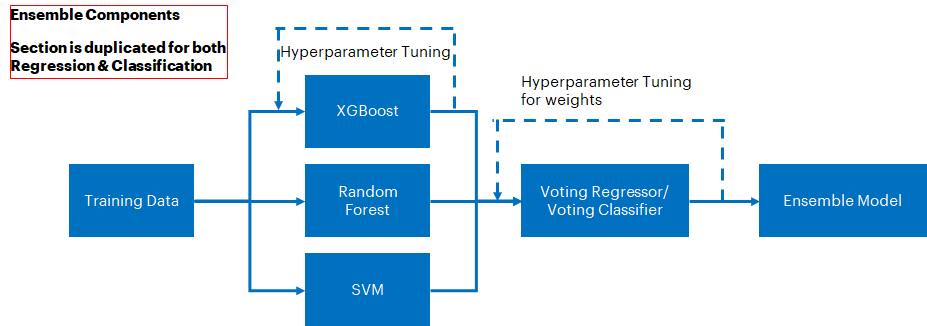 Ensemble Components
Section is duplicated for both
Regression & Classification
Hyperparameter Tuning
Hyperparameter Tuning
for weights
XGBoost
Training Data
Random
Forest
Voting Regressor/
Voting Classifier
Ensemble Model
SVM